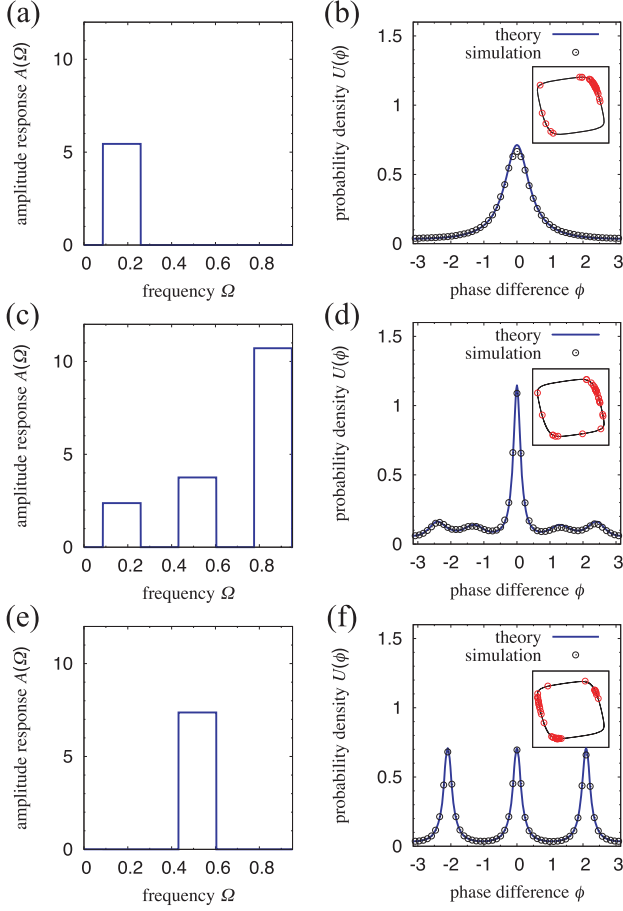 (a)
amplitude response A(Ω)
10
5
0
0 0.2 0.4 0.6 0.8
frequency Ω
(b)
probability density U(ϕ)
1.5
1
0.5
0
-3 -2 -1 0 1 2 3
phase difference ϕ
theory
simulation
(c)
amplitude response A(Ω)
10
5
0
0 0.2 0.4 0.6 0.8
frequency Ω
(d)
probability density U(ϕ)
1.5
1
0.5
0
-3 -2 -1 0 1 2 3
phase difference ϕ
theory
simulation
(e)
amplitude response A(Ω)
10
5
0
0 0.2 0.4 0.6 0.8
frequency Ω
(f)
probability density U(ϕ)
1.5
1
0.5
0
-3 -2 -1 0 1 2 3
phase difference ϕ
theory
simulation